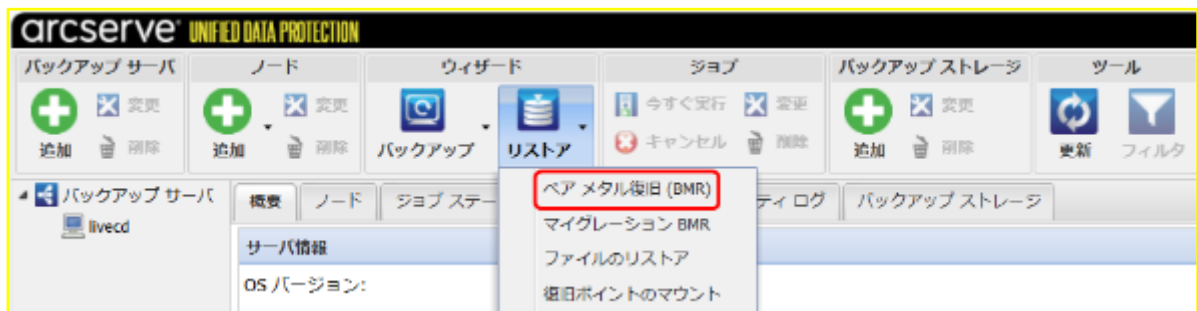 arcserve® UNIFIED DATA PROTECTION
バックアップ サーバ ノード ウィザード ジョブ バックアップ ストレージ ツール
変更 変更 今すぐ実行 変更 変更
追加 削除 追加 削除 バックアップ リストア キャンセル 削除 追加 削除 更新 フィルタ
バックアップ サーバ 概要 ノード ジョブ ステー ベア メタル復旧 (BMR) ティ ログ バックアップ ストレージ
livecd マイグレーション BMR
サーバ情報 ファイルのリストア
OS バージョン: 復旧ポイントのマウント